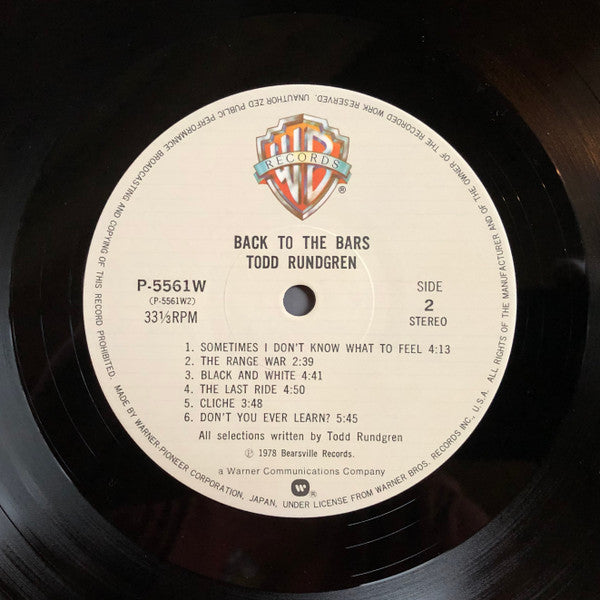 WB
RECORDS
®
BACK TO THE BARS
TODD RUNDGREN
P-5561W
(P-5561W2)
33⅓RPM
SIDE
2
STEREO
1. SOMETIMES I DON'T KNOW WHAT TO FEEL 4:13
2. THE RANGE WAR 2:39
3. BLACK AND WHITE 4:41
4. THE LAST RIDE 4:50
5. CLICHE 3:48
6. DON'T YOU EVER LEARN? 5:45
All selections written by Todd Rundgren
℗ 1978 Bearsville Records.
a Warner Communications Company
®
MADE BY WARNER-PIONEER CORPORATION, JAPAN, UNDER LICENSE FROM WARNER BROS. RECORDS INC., U.S.A. ALL RIGHTS OF THE MANUFACTURER AND OF THE OWNER OF THE RECORDED WORK RESERVED. UNAUTHORIZED PUBLIC PERFORMANCE BROADCASTING AND COPYING OF THIS RECORD PROHIBITED.